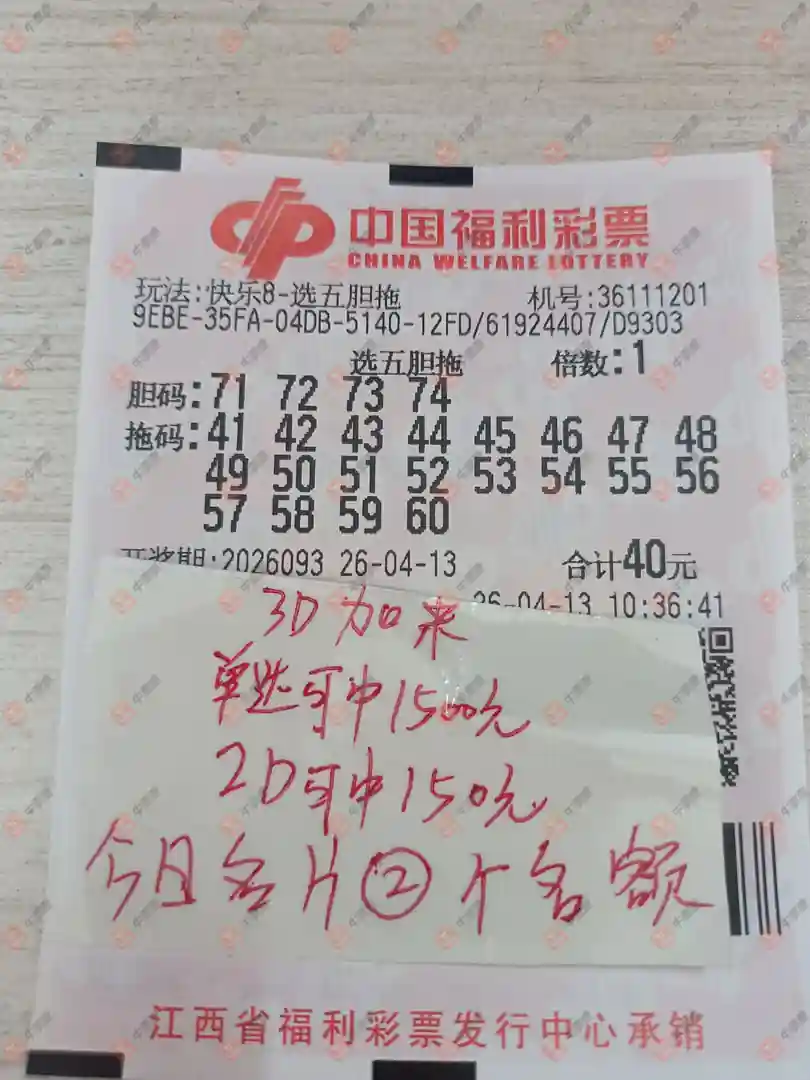 中国福利彩票
CHINA WELFARE LOTTERY
玩法:快乐8-选五胆拖 机号:36111201
9EBE-35FA-04DB-5140-12FD/61924407/D9303
选五胆拖 倍数:1
胆码:71 72 73 74
拖码:41 42 43 44 45 46 47 48
49 50 51 52 53 54 55 56
57 58 59 60
开奖期:2026093 26-04-13 合计40元
26-04-13 10:36:41
3D加来
单选可中1500元
2D可中150元
今日名片②个名额
江西省福利彩票发行中心承销